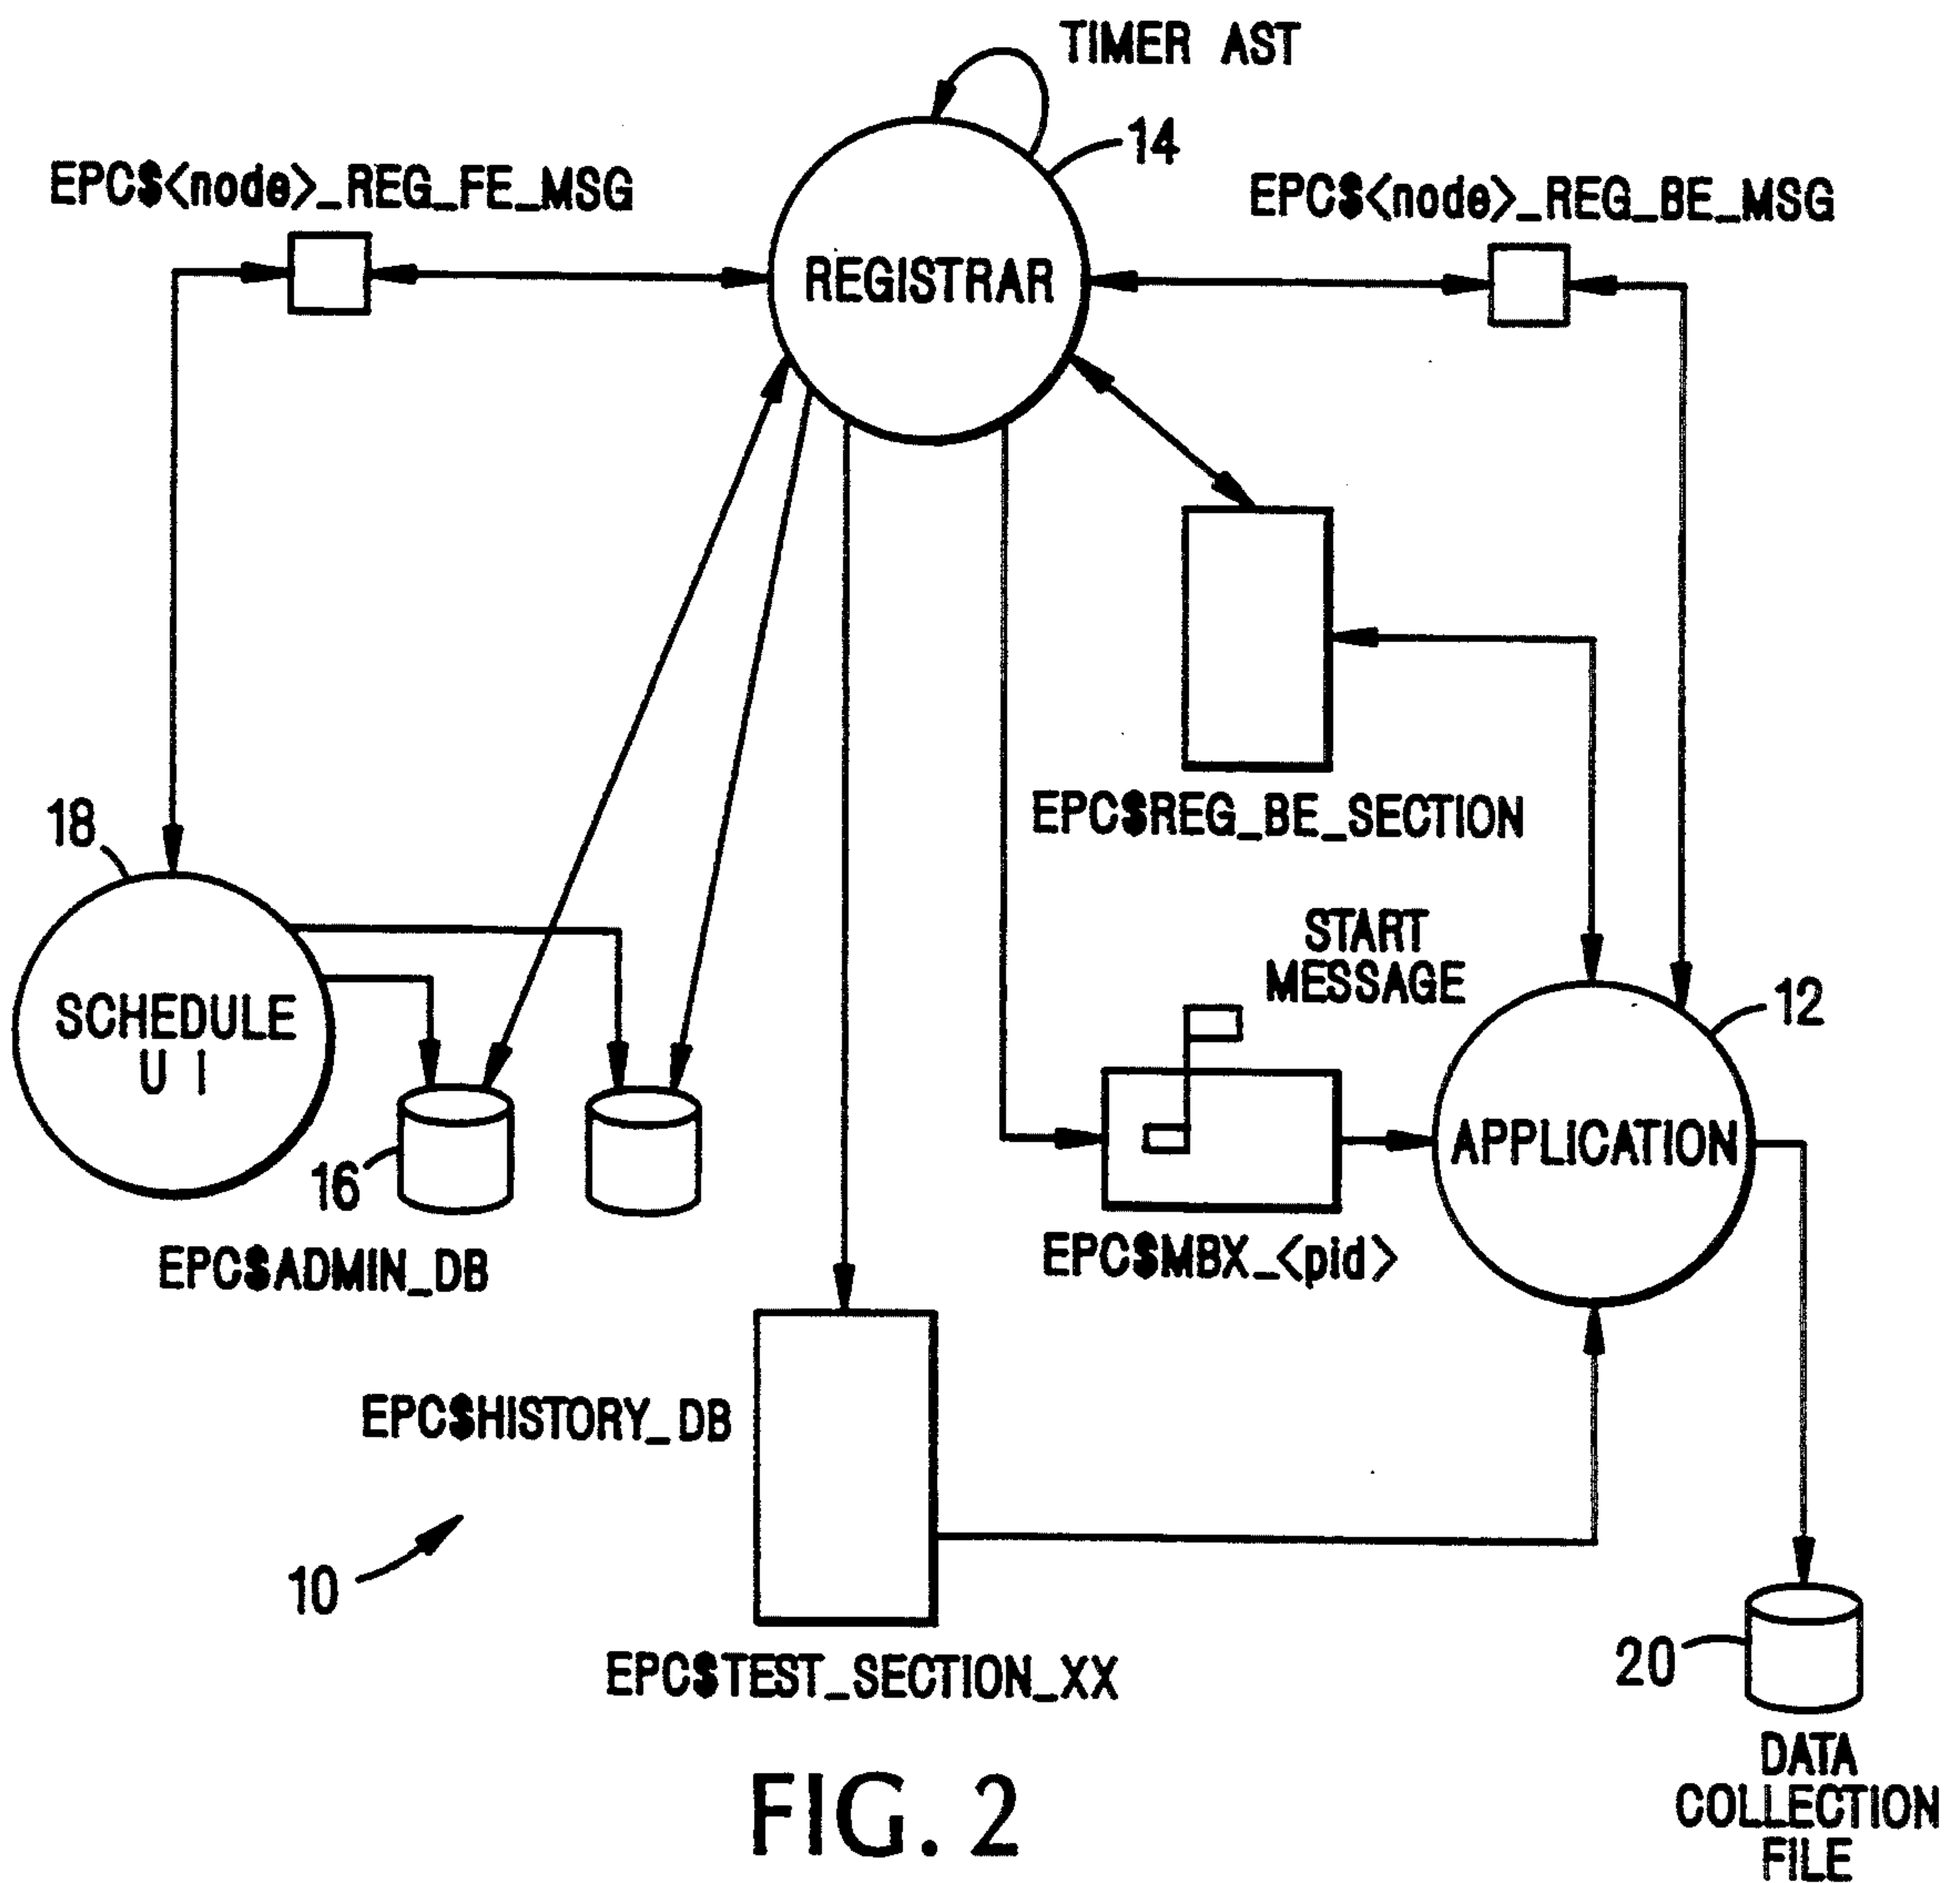 TIMER AST
14
EPC$<node>_REG_FE_MSG
EPC$<node>_REG_BE_MSG
REGISTRAR
18
EPC$REG_BE_SECTION
START
MESSAGE
12
SCHEDULE
UI
APPLICATION
16
EPC$ADMIN_DB
EPC$MBX_<pid>
EPC$HISTORY_DB
10
EPC$TEST_SECTION_XX
20
DATA
COLLECTION
FILE
FIG. 2